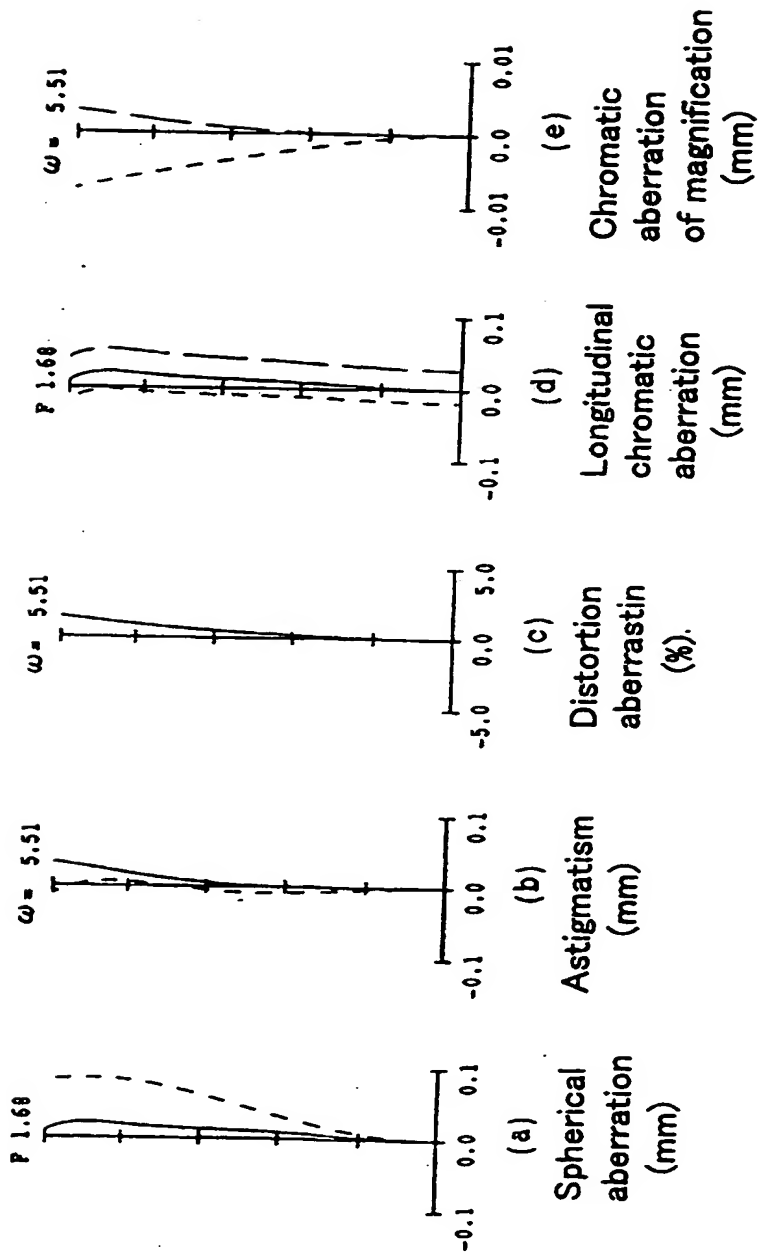 F 1.68
-0.1 0.0 0.1
(a)
Spherical
aberration
(mm)
ω= 5.51
-0.1 0.0 0.1
(b)
Astigmatism
(mm)
ω= 5.51
-5.0 0.0 5.0
(c)
Distortion
aberrastin
(%).
F 1.68
-0.1 0.0 0.1
(d)
Longitudinal
chromatic
aberration
(mm)
ω= 5.51
-0.01 0.0 0.01
(e)
Chromatic
aberration
of magnification
(mm)